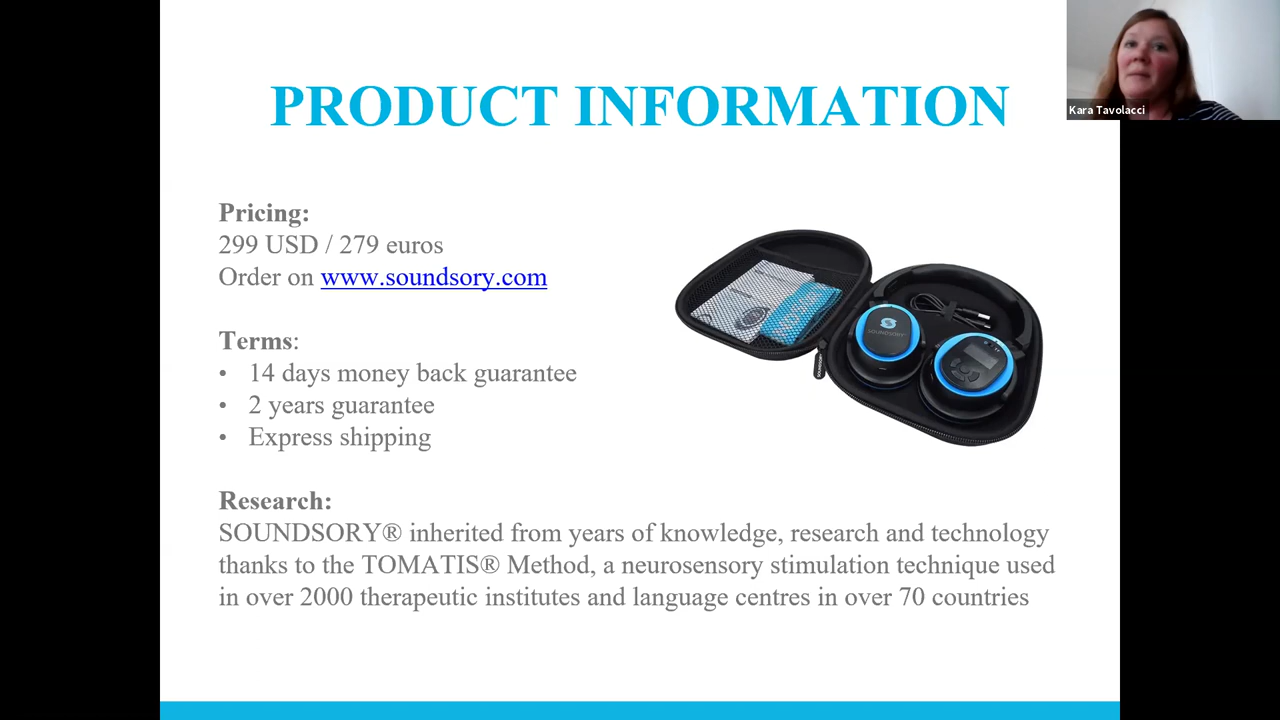 PRODUCT INFORMATION
Kara Tavolacci
Pricing:
299 USD / 279 euros
Order on www.soundsory.com
Terms:
• 14 days money back guarantee
• 2 years guarantee
• Express shipping
SOUNDSORY
Research:
SOUNDSORY® inherited from years of knowledge, research and technology
thanks to the TOMATIS® Method, a neurosensory stimulation technique used
in over 2000 therapeutic institutes and language centres in over 70 countries